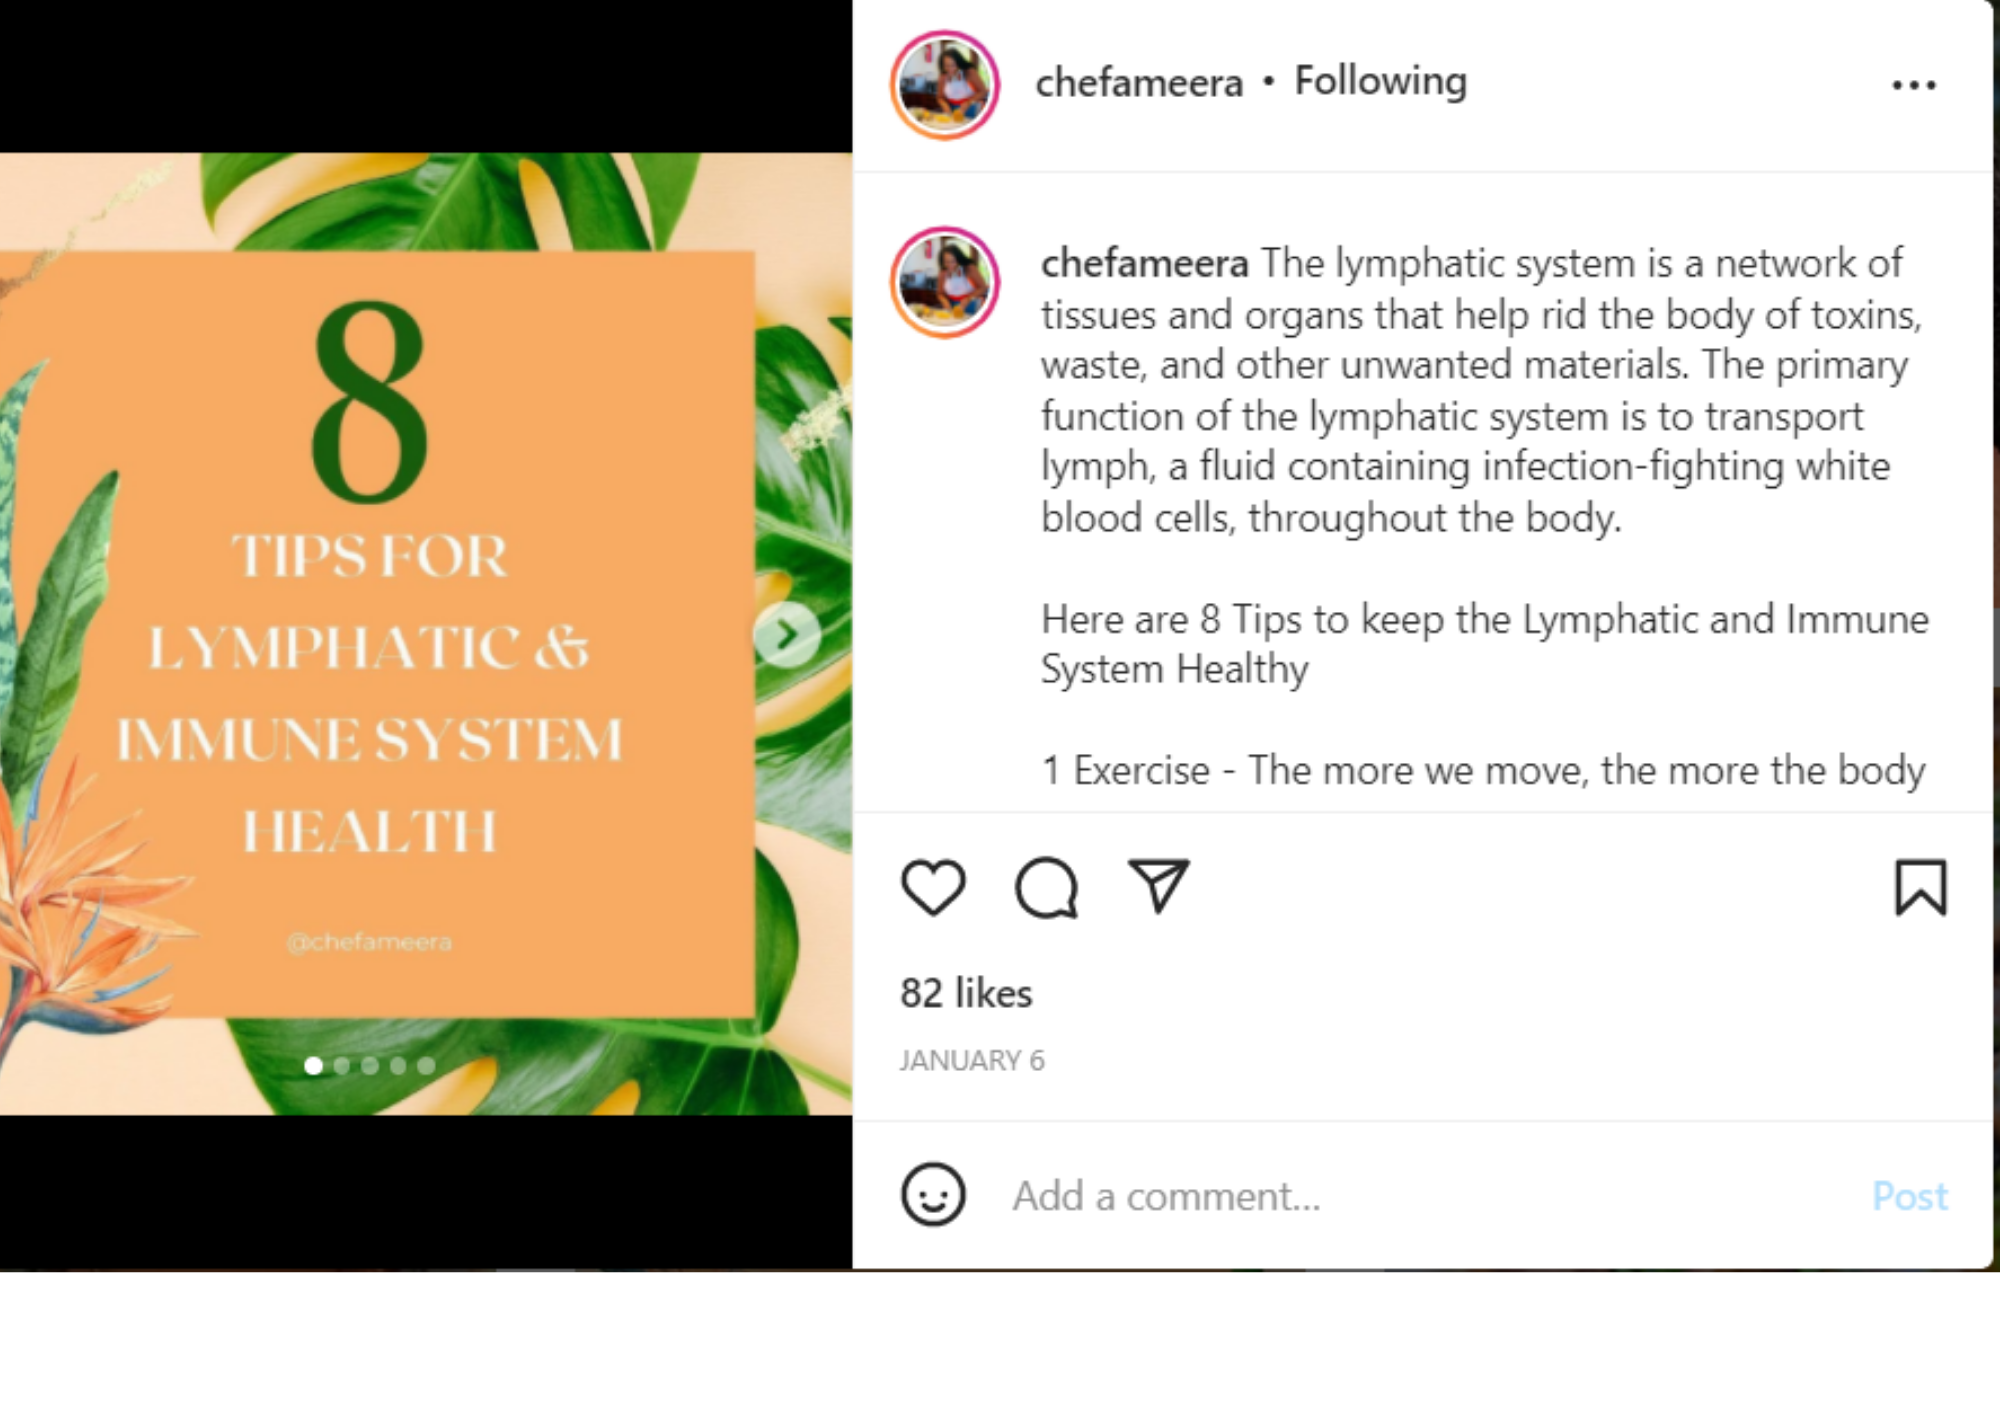 8
TIPS FOR
LYMPHATIC &
IMMUNE SYSTEM
HEALTH
@chefameera
chefameera • Following
chefameera The lymphatic system is a network of
tissues and organs that help rid the body of toxins,
waste, and other unwanted materials. The primary
function of the lymphatic system is to transport
lymph, a fluid containing infection-fighting white
blood cells, throughout the body.
Here are 8 Tips to keep the Lymphatic and Immune
System Healthy
1 Exercise - The more we move, the more the body
82 likes
JANUARY 6
Add a comment...
Post